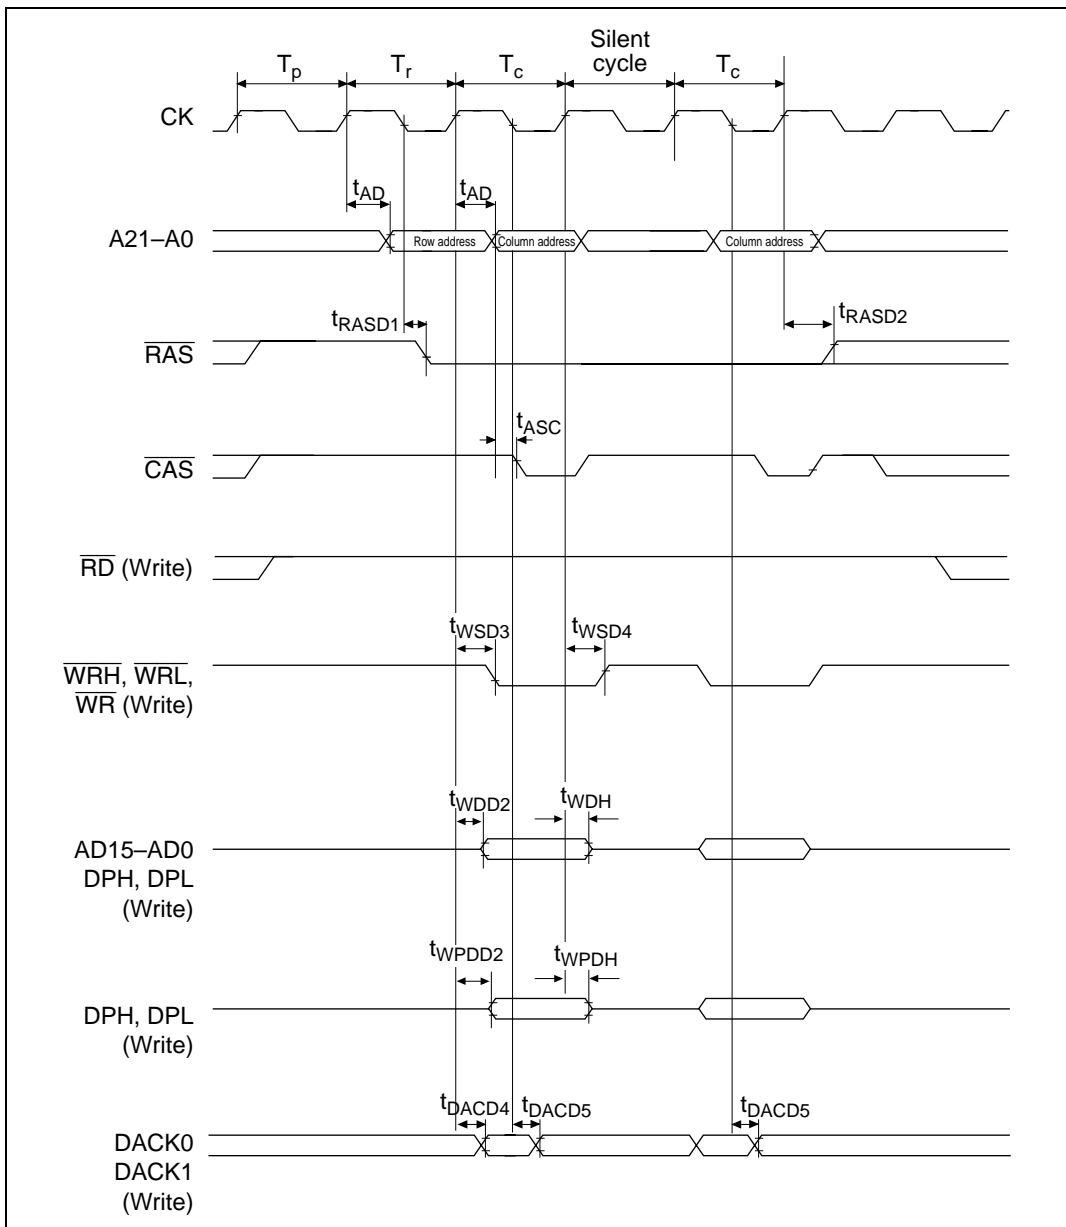 Silent
cycle
Tp
Tr
Tc
Tc
CK
tAD
tAD
A21–A0
Row address
Column address
Column address
tRASD1
tRASD2
RAS
tASC
CAS
RD (Write)
tWSD3
tWSD4
WRH, WRL,
WR (Write)
tWDD2
tWDH
AD15–AD0
DPH, DPL
(Write)
tWPDD2
tWPDH
DPH, DPL
(Write)
tDACD4
tDACD5
tDACD5
DACK0
DACK1
(Write)